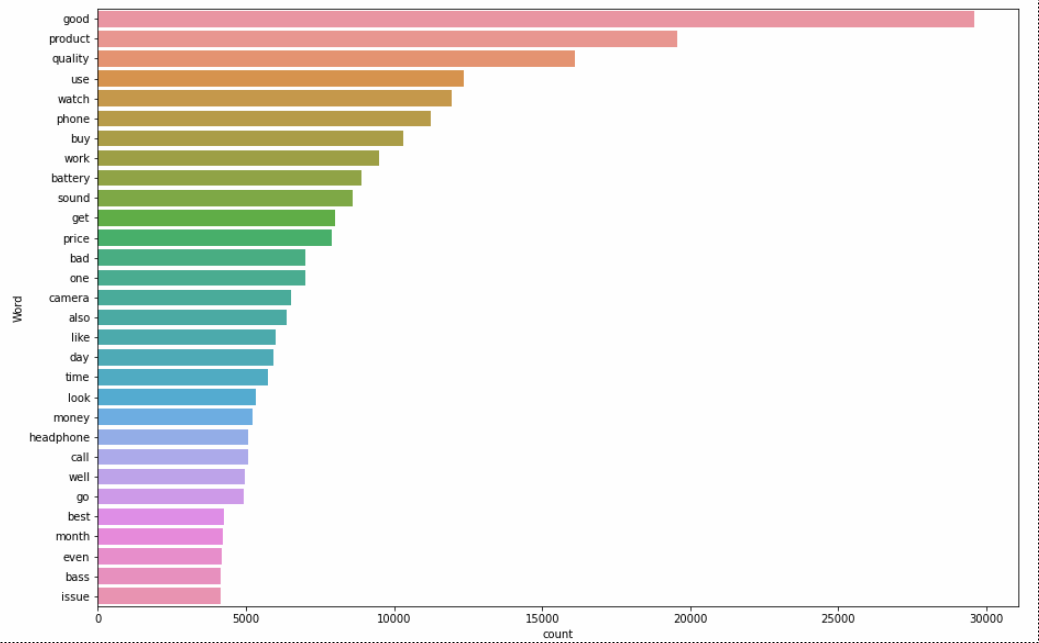 good
product
quality
use
watch
phone
buy
work
battery
sound
get
price
bad
one
camera
also
like
day
time
look
money
headphone
call
well
go
best
month
even
bass
issue
Word
0 5000 10000 15000 20000 25000 30000
count